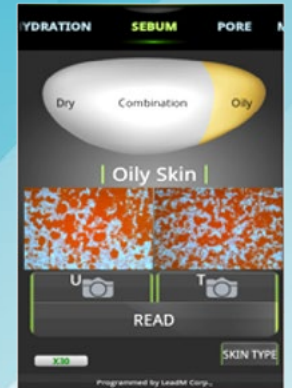 YDRATION SEBUM PORE M
Dry Combination Oily
| Oily Skin |
U T
READ
X30 SKIN TYPE
Programmed by LeadM Corp.,